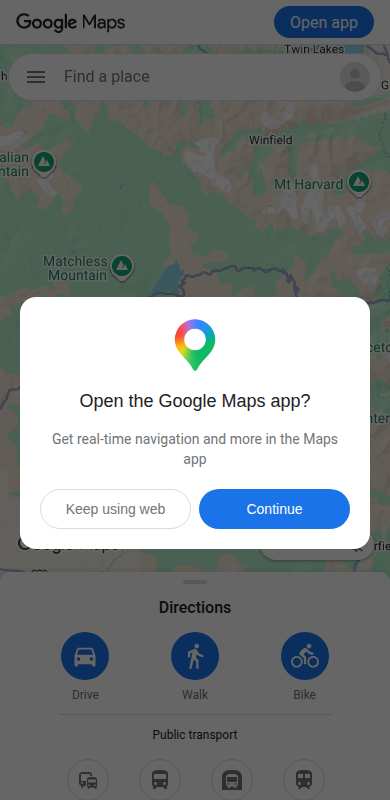 Google Maps
Open app
Twin Lakes
Find a place
Winfield
Mt Harvard
Matchless
Mountain
Open the Google Maps app?
Get real-time navigation and more in the Maps
app
Keep using web
Continue
Directions
Drive
Walk
Bike
Public transport